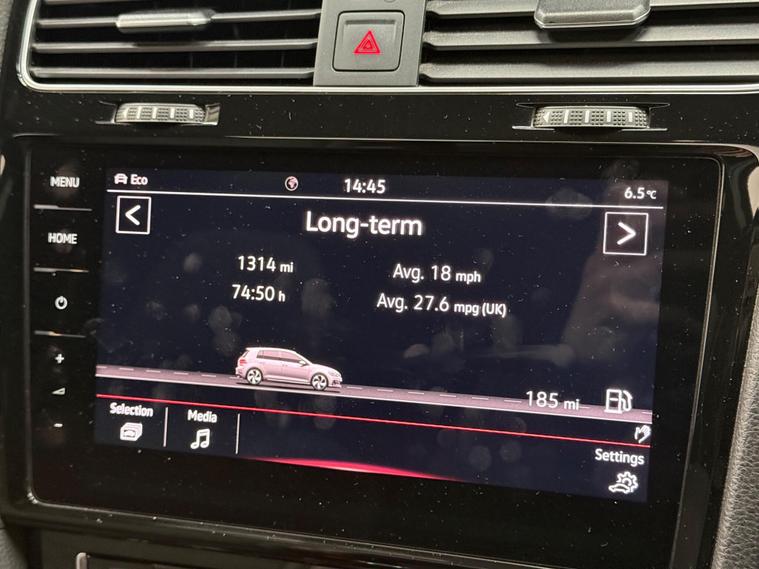 MENU
HOME
+
-
Eco
14:45
6.5°C
<
Long-term
>
1314 mi
Avg. 18 mph
74:50 h
Avg. 27.6 mpg (UK)
185 mi
Selection
Media
Settings